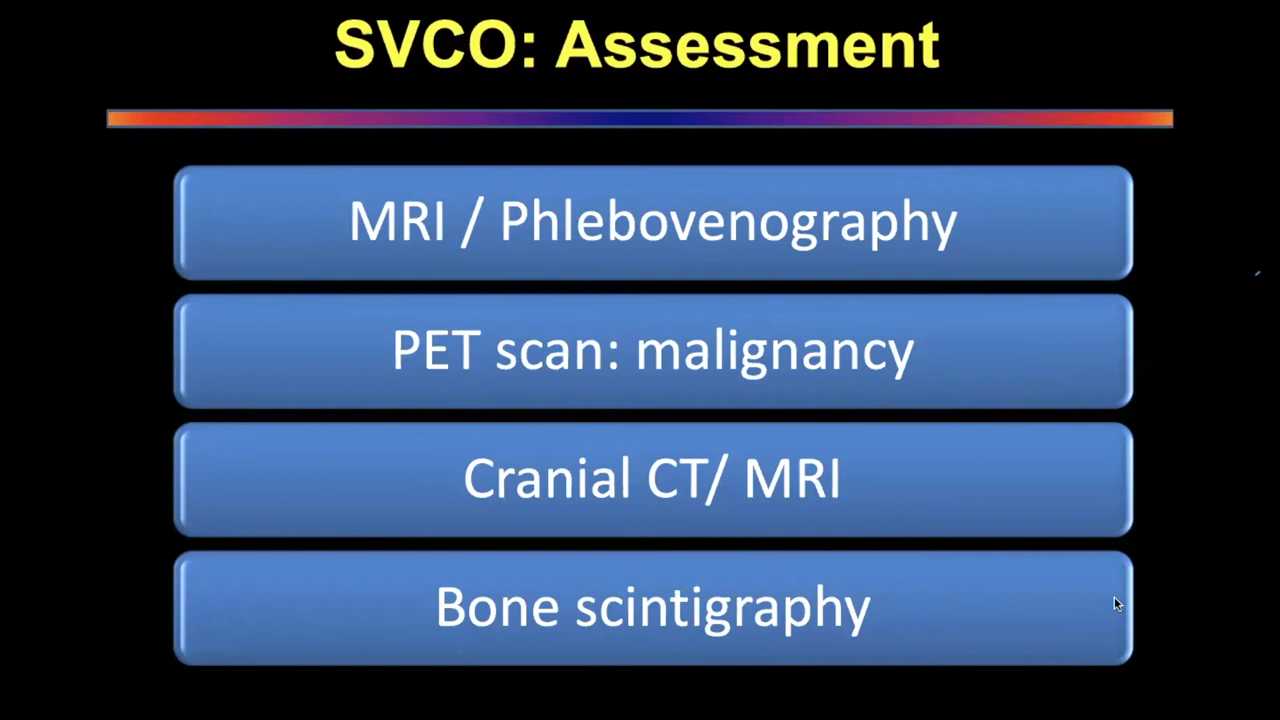 SVCO: Assessment
MRI / Phlebovenography
PET scan: malignancy
Cranial CT/ MRI
Bone scintigraphy